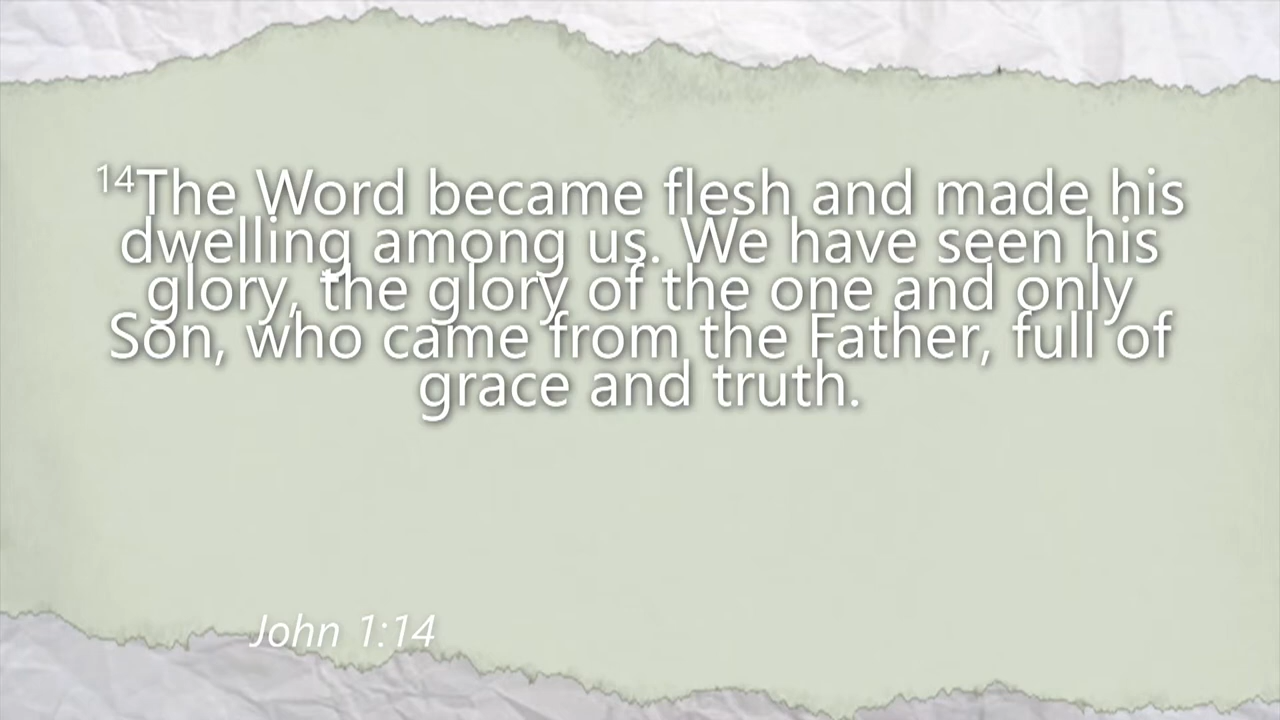 14The Word became flesh and made his
dwelling among us. We have seen his
glory, the glory of the one and only
Son, who came from the Father, full of
grace and truth.
John 1:14